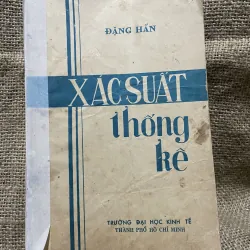 ĐẶNG HẤN
XÁC SUẤT
thống
kê
TRƯỜNG ĐẠI HỌC KINH TẾ
THÀNH PHỐ HỒ CHÍ MINH